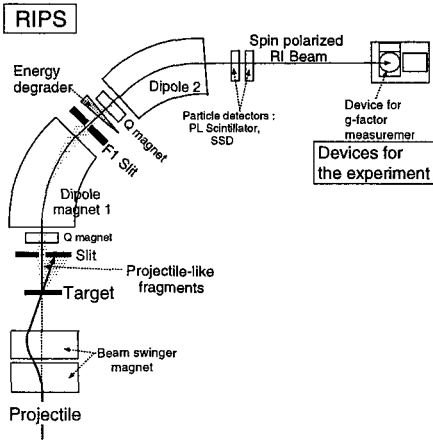 RIPS
Energy
degrader
Dipole 2
Spin polarized
RI Beam
Q magnet
F1 Slit
Particle detectors :
PL Scintillator,
SSD
Device for
g-factor
measuremer
Devices for
the experiment
Dipole
magnet 1
Q magnet
Slit
Projectile-like
fragments
Target
Beam swinger
magnet
Projectile